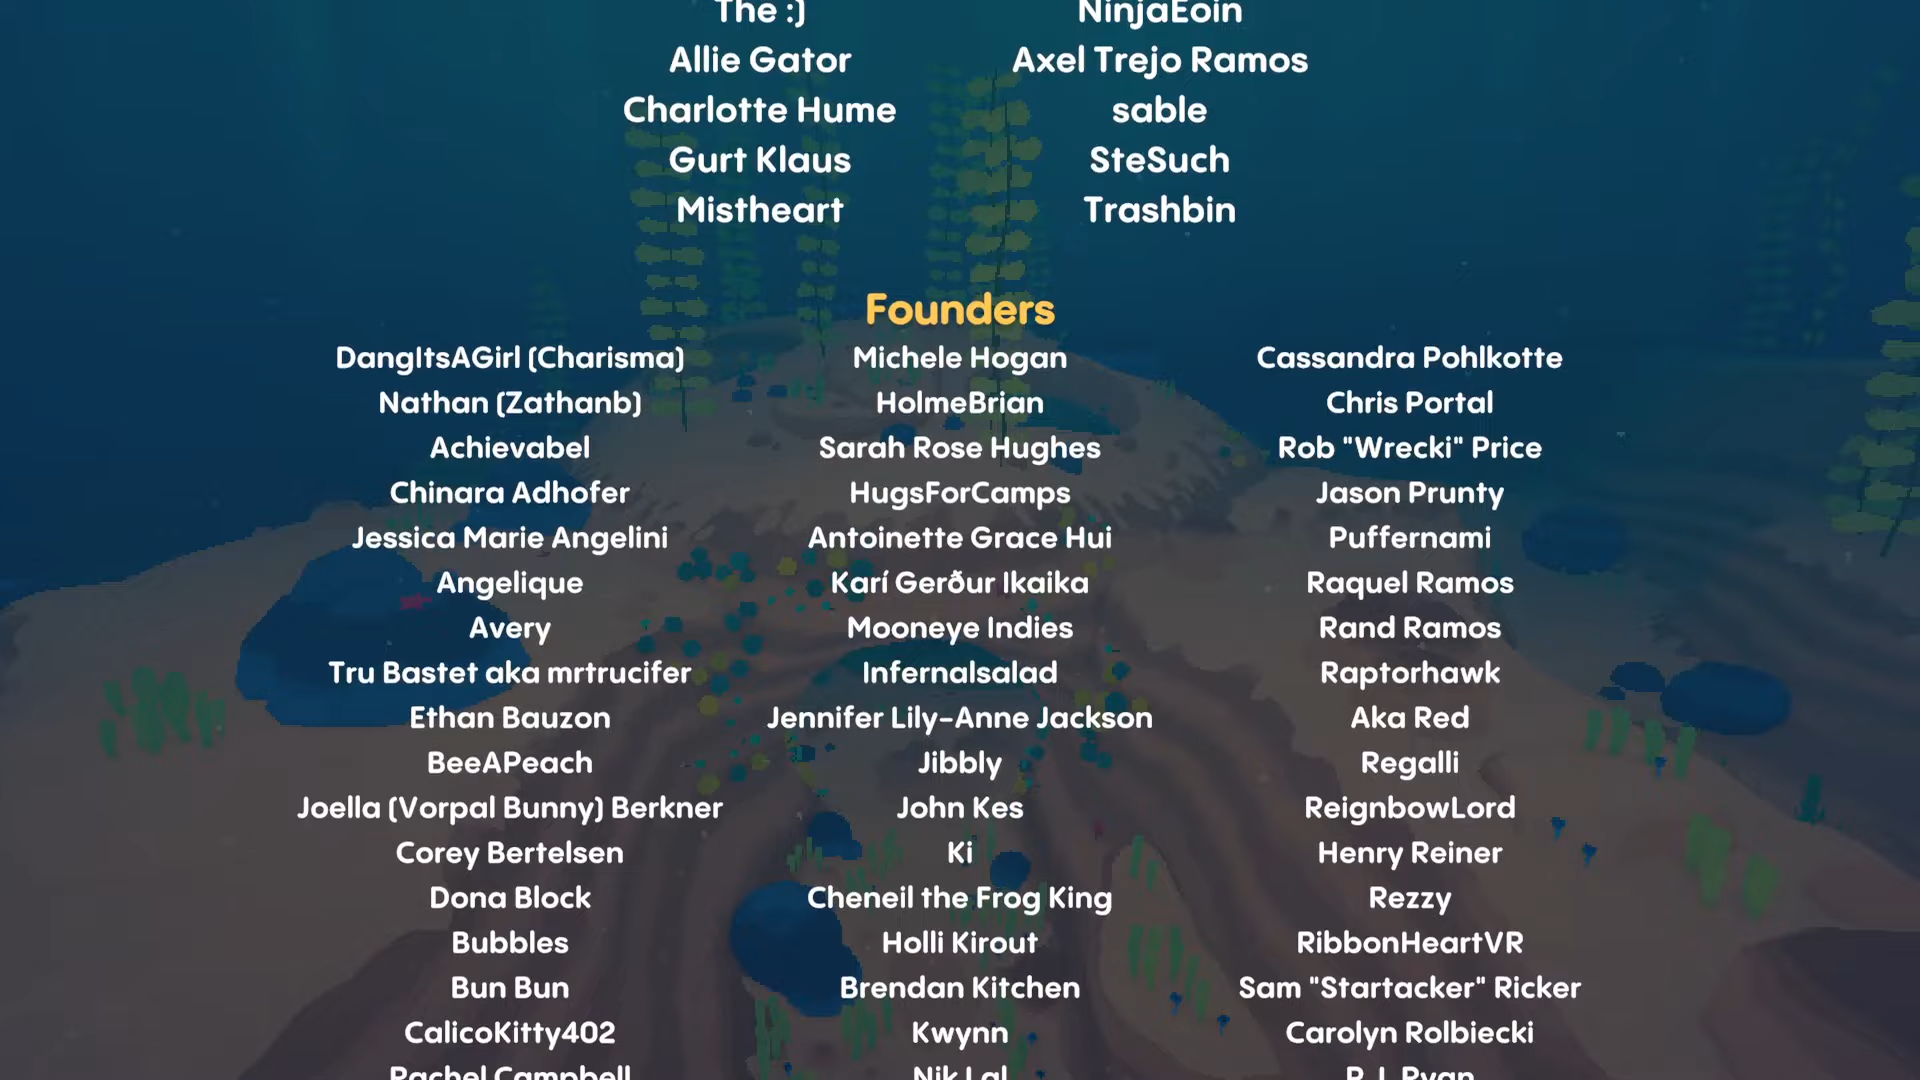 The :) NinjaEoin
Allie Gator Axel Trejo Ramos
Charlotte Hume sable
Gurt Klaus SteSuch
Mistheart Trashbin
Founders
DangItsAGirl (Charisma) Michele Hogan Cassandra Pohlkotte
Nathan (Zathanb) HolmeBrian Chris Portal
Achievabel Sarah Rose Hughes Rob "Wrecki" Price
Chinara Adhofer HugsForCamps Jason Prunty
Jessica Marie Angelini Antoinette Grace Hui Puffernami
Angelique Karí Gerður Ikaika Raquel Ramos
Avery Mooneye Indies Rand Ramos
Tru Bastet aka mrtrucifer Infernalsalad Raptorhawk
Ethan Bauzon Jennifer Lily-Anne Jackson Aka Red
BeeAPeach Jibbly Regalli
Joella (Vorpal Bunny) Berkner John Kes ReignbowLord
Corey Bertelsen Ki Henry Reiner
Dona Block Cheneil the Frog King Rezzy
Bubbles Holli Kirout RibbonHeartVR
Bun Bun Brendan Kitchen Sam "Startacker" Ricker
CalicoKitty402 Kwynn Carolyn Rolbiecki
Rachel Campbell Nik Lal R.J. Ryan